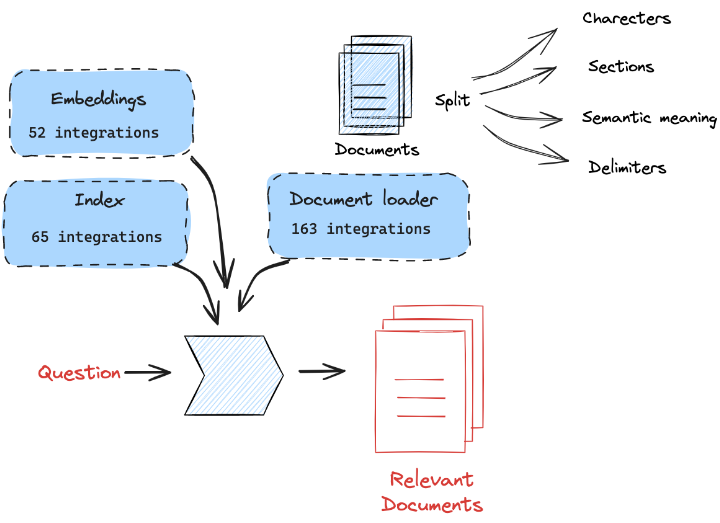 Charecters
Sections
Semantic meaning
Delimiters
Split
Documents
Embeddings
52 integrations
Index
65 integrations
Document loader
163 integrations
Question
Relevant
Documents